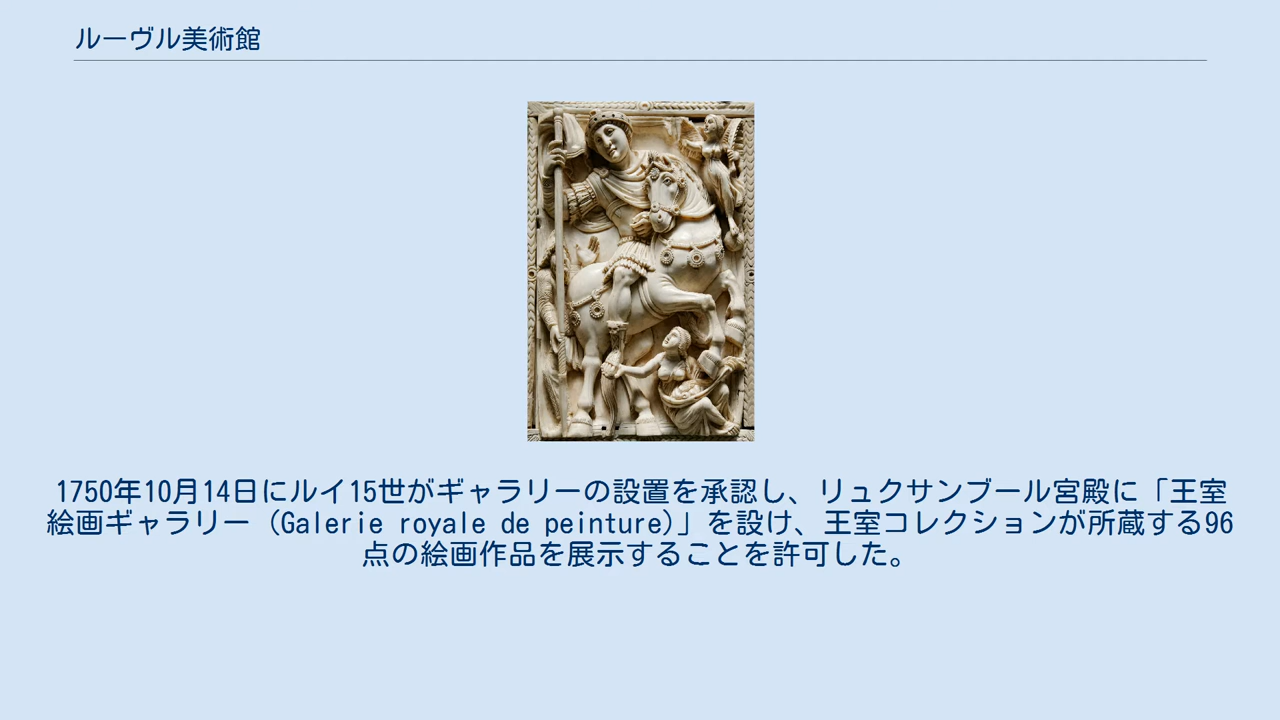 ルーヴル美術館
1750年10月14日にルイ15世がギャラリーの設置を承認し、リュクサンブール宮殿に「王室
絵画ギャラリー（Galerie royale de peinture)」を設け、王室コレクションが所蔵する96
点の絵画作品を展示することを許可した。